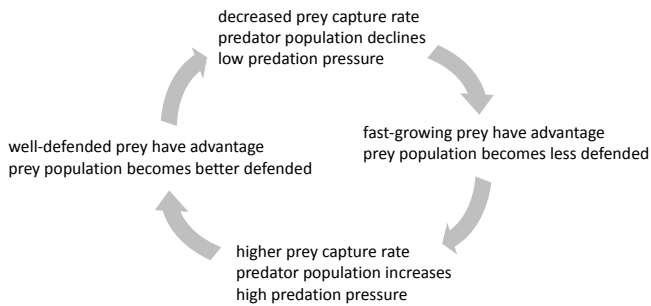 decreased prey capture rate
predator population declines
low predation pressure
fast-growing prey have advantage
prey population becomes less defended
higher prey capture rate
predator population increases
high predation pressure
well-defended prey have advantage
prey population becomes better defended